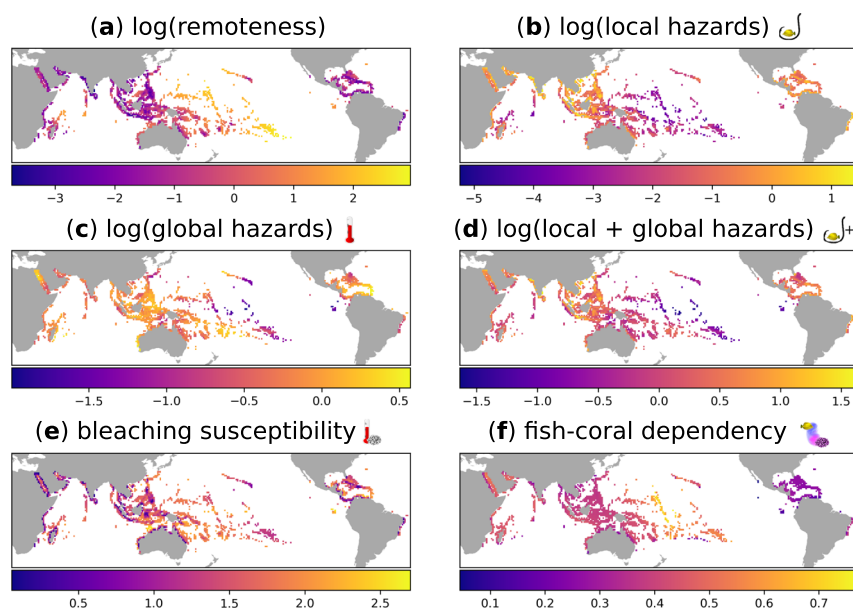 (a) log(remoteness)
(b) log(local hazards)
−3 −2 −1 0 1 2
−5 −4 −3 −2 −1 0 1
(c) log(global hazards)
(d) log(local + global hazards) +
−1.5 −1.0 −0.5 0.0 0.5
−1.5 −1.0 −0.5 0.0 0.5 1.0 1.5
(e) bleaching susceptibility
(f) fish-coral dependency
0.5 1.0 1.5 2.0 2.5
0.1 0.2 0.3 0.4 0.5 0.6 0.7